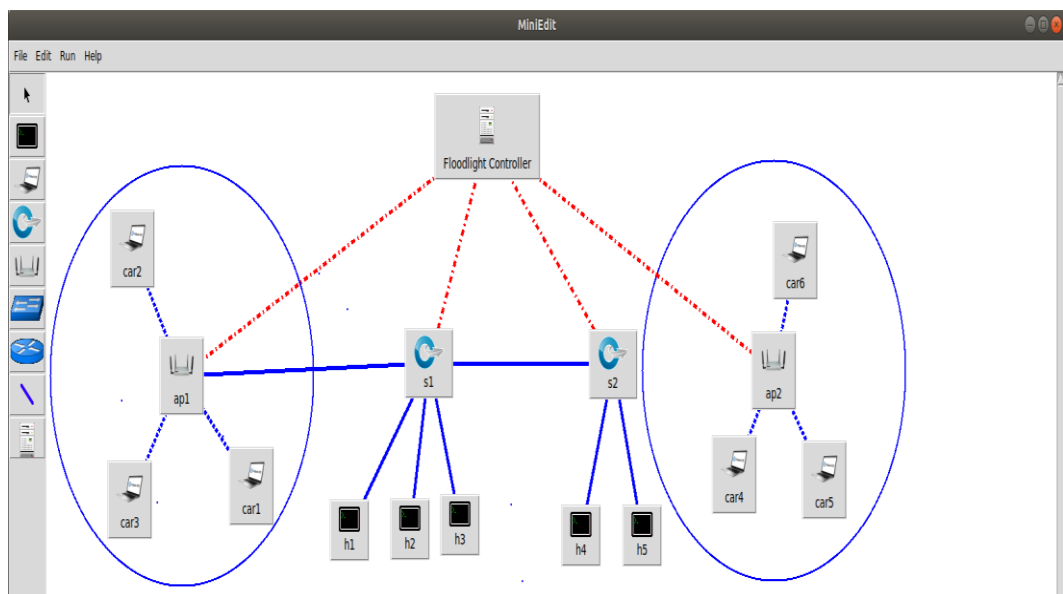 MiniEdit
File Edit Run Help
Floodlight Controller
car2
car6
ap1
s1
s2
ap2
car3
car1
h1
h2
h3
h4
h5
car4
car5